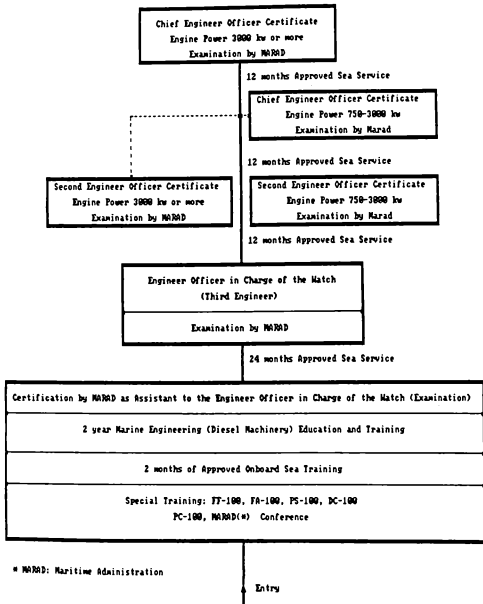 Chief Engineer Officer Certificate
Engine Power 3000 kw or more
Examination by MARAD
12 months Approved Sea Service
Chief Engineer Officer Certificate
Engine Power 750-3000 kw
Examination by Marad
12 months Approved Sea Service
Second Engineer Officer Certificate
Engine Power 3000 kw or more
Examination by MARAD
Second Engineer Officer Certificate
Engine Power 750-3000 kw
Examination by Marad
12 months Approved Sea Service
Engineer Officer in Charge of the Watch
(Third Engineer)
Examination by MARAD
24 months Approved Sea Service
Certification by MARAD as Assistant to the Engineer Officer in Charge of the Watch (Examination)
2 year Marine Engineering (Diesel Machinery) Education and Training
2 months of Approved Onboard Sea Training
Special Training: FF-100, FA-100, PS-100, DC-100
PC-100, MARAD(*) Conference
* MARAD: Maritime Administration
Entry